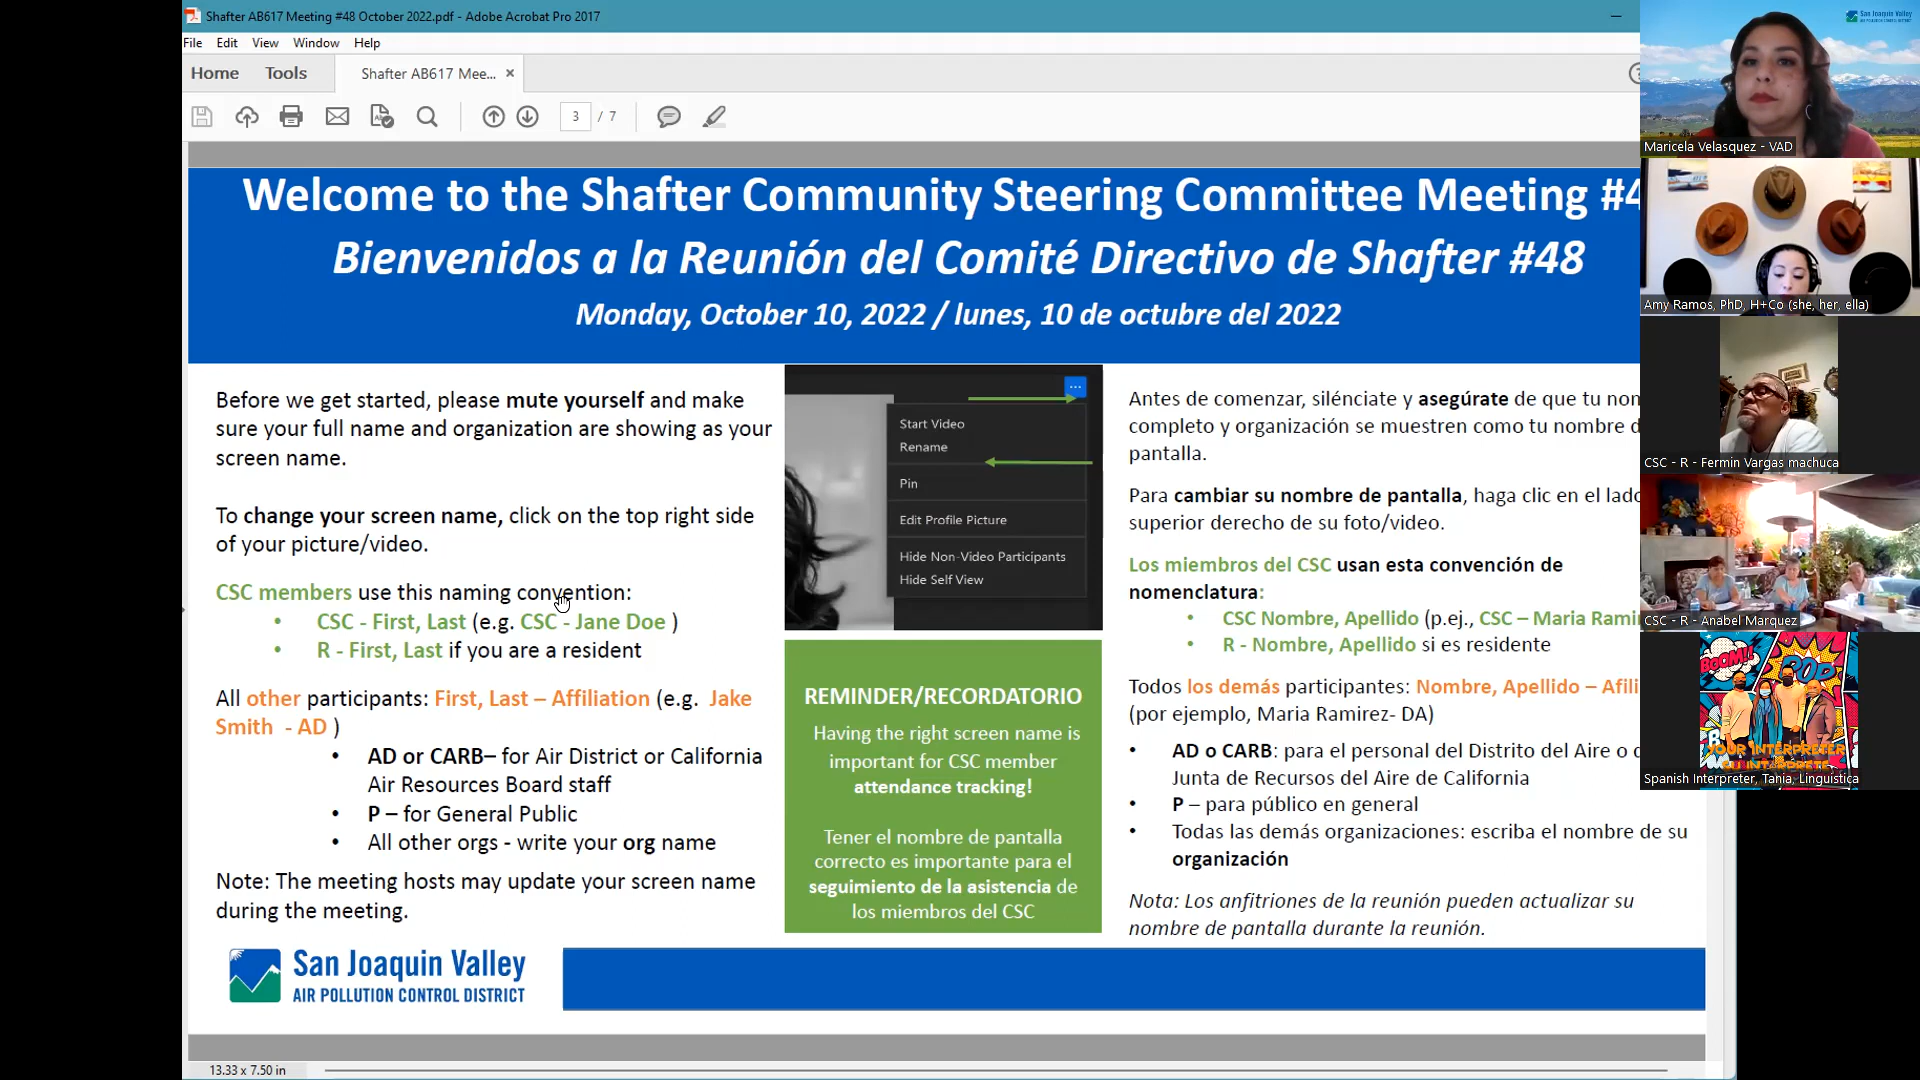 Shafter AB617 Meeting #48 October 2022.pdf - Adobe Acrobat Pro 2017
File Edit View Window Help
Home Tools Shafter AB617 Mee... ×
3 / 7
Welcome to the Shafter Community Steering Committee Meeting #4
Bienvenidos a la Reunión del Comité Directivo de Shafter #48
Monday, October 10, 2022 / lunes, 10 de octubre del 2022
Before we get started, please mute yourself and make
sure your full name and organization are showing as your
screen name.
To change your screen name, click on the top right side
of your picture/video.
CSC members use this naming convention:
• CSC - First, Last (e.g. CSC - Jane Doe )
• R - First, Last if you are a resident
All other participants: First, Last – Affiliation (e.g. Jake
Smith - AD )
• AD or CARB– for Air District or California
Air Resources Board staff
• P – for General Public
• All other orgs - write your org name
Note: The meeting hosts may update your screen name
during the meeting.
...
Start Video
Rename
Pin
Edit Profile Picture
Hide Non-Video Participants
Hide Self View
REMINDER/RECORDATORIO
Having the right screen name is
important for CSC member
attendance tracking!
Tener el nombre de pantalla
correcto es importante para el
seguimiento de la asistencia de
los miembros del CSC
Antes de comenzar, silénciate y asegúrate de que tu
completo y organización se muestren como tu nombre
pantalla.
Para cambiar su nombre de pantalla, haga clic en el
superior derecho de su foto/video.
Los miembros del CSC usan esta convención de
nomenclatura:
• CSC Nombre, Apellido (p.ej., CSC – Maria
• R - Nombre, Apellido si es residente
Todos los demás participantes: Nombre, Apellido –
(por ejemplo, Maria Ramirez- DA)
• AD o CARB: para el personal del Distrito del Aire o
Junta de Recursos del Aire de California
• P – para público en general
• Todas las demás organizaciones: escriba el nombre de su
organización
Nota: Los anfitriones de la reunión pueden actualizar su
nombre de pantalla durante la reunión.
San Joaquin Valley
AIR POLLUTION CONTROL DISTRICT
13.33 x 7.50 in
San Joaquin Valley
AIR POLLUTION CONTROL DISTRICT
Maricela Velasquez - VAD
Amy Ramos, PhD, H+Co (she, her, ella)
CSC - R - Fermin Vargas machuca
CSC - R - Anabel Marquez
BOOM!!
POP
YOUR INTERPRETER
SU INTERPRETE
Spanish Interpreter, Tania, Linguistica